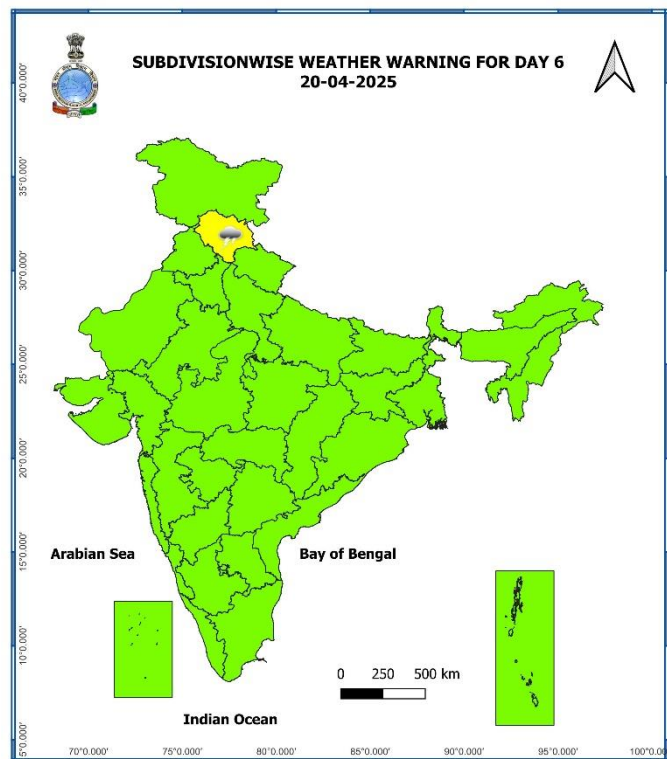 SUBDIVISIONWISE WEATHER WARNING FOR DAY 6
20-04-2025
40°0.000'
35°0.000'
30°0.000'
25°0.000'
20°0.000'
15°0.000'
10°0.000'
5°0.000'
Arabian Sea
Bay of Bengal
0 250 500 km
Indian Ocean
70°0.000' 75°0.000' 80°0.000' 85°0.000' 90°0.000' 95°0.000' 100°0.000'